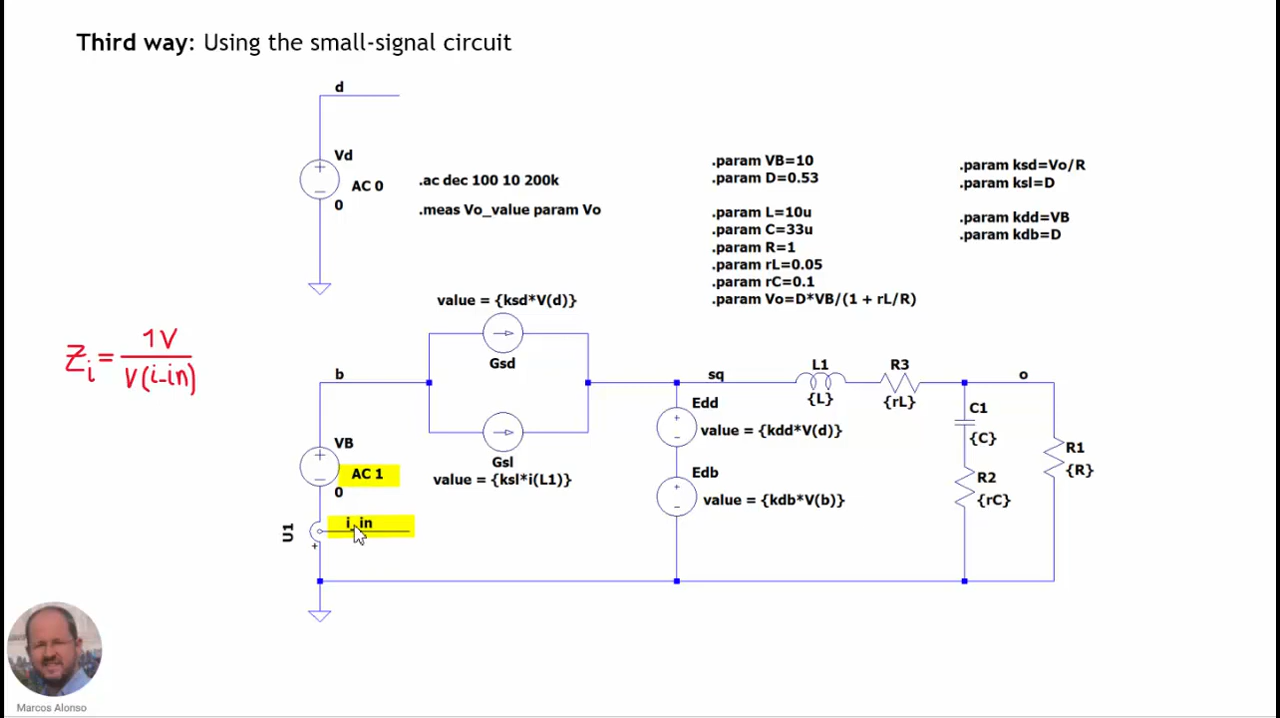 Third way: Using the small-signal circuit
d
Vd
AC 0
0
.ac dec 100 10 200k
.meas Vo_value param Vo
.param VB=10
.param D=0.53
.param L=10u
.param C=33u
.param R=1
.param rL=0.05
.param rC=0.1
.param Vo=D*VB/(1 + rL/R)
.param ksd=Vo/R
.param ksl=D
.param kdd=VB
.param kdb=D
Zi = 1V / V(i-in)
value = {ksd*V(d)}
Gsd
b
Gsl
value = {ksl*i(L1)}
VB
AC 1
0
U1
i_in
+
sq
Edd
value = {kdd*V(d)}
Edb
value = {kdb*V(b)}
L1
{L}
R3
{rL}
o
C1
{C}
R2
{rC}
R1
{R}
Marcos Alonso